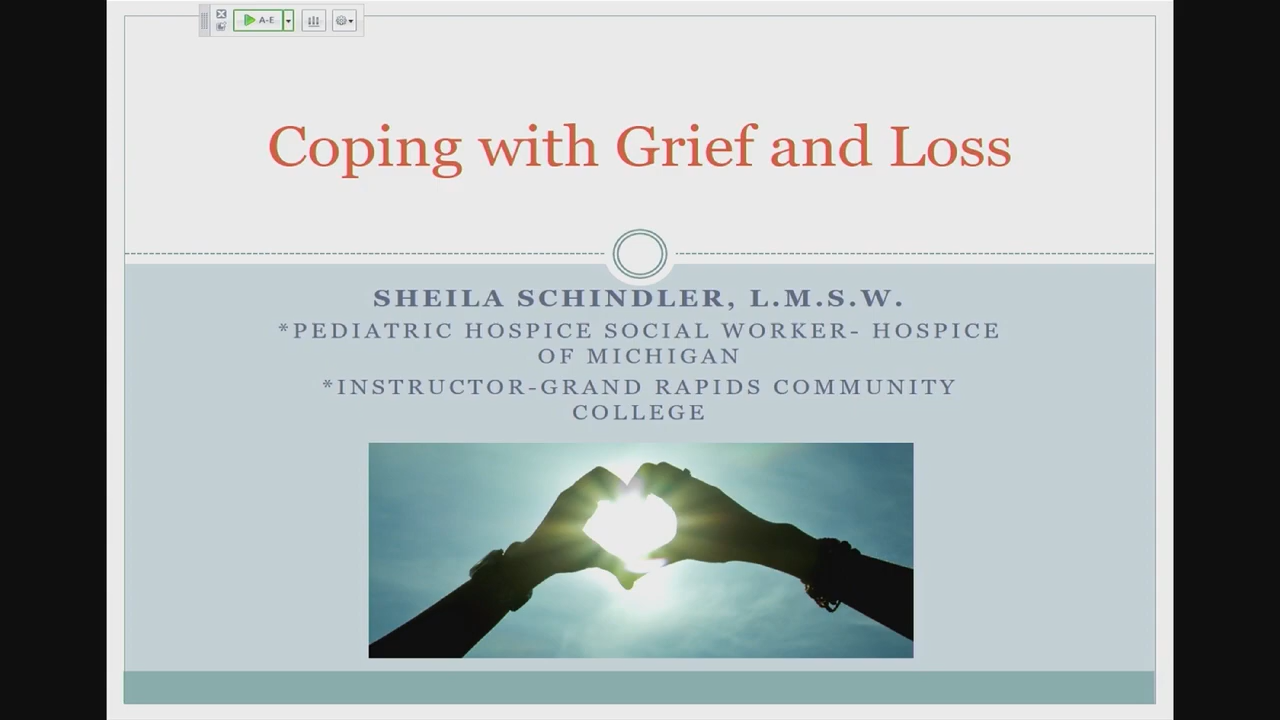 A-E
Coping with Grief and Loss
SHEILA SCHINDLER, L.M.S.W.
*PEDIATRIC HOSPICE SOCIAL WORKER- HOSPICE
OF MICHIGAN
*INSTRUCTOR-GRAND RAPIDS COMMUNITY
COLLEGE